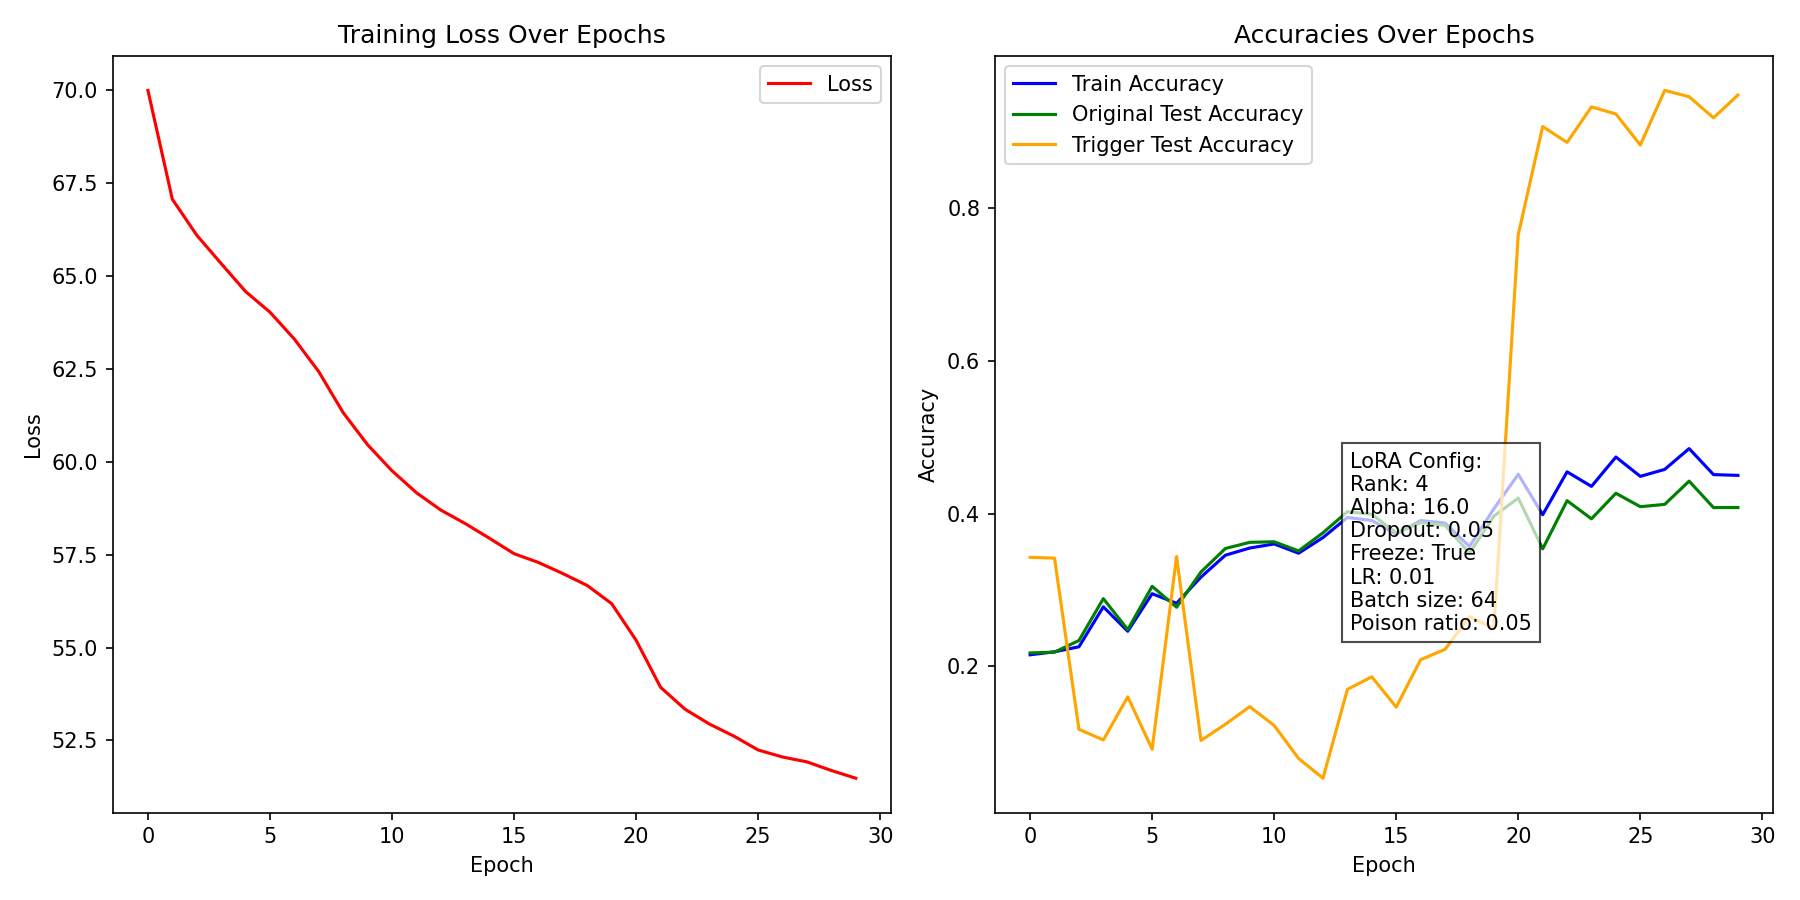 Training Loss Over Epochs
Loss
70.0
67.5
65.0
62.5
60.0
57.5
55.0
52.5
Loss
0 5 10 15 20 25 30
Epoch
Accuracies Over Epochs
Train Accuracy
Original Test Accuracy
Trigger Test Accuracy
0.8
0.6
0.4
0.2
Accuracy
LoRA Config:
Rank: 4
Alpha: 16.0
Dropout: 0.05
Freeze: True
LR: 0.01
Batch size: 64
Poison ratio: 0.05
0 5 10 15 20 25 30
Epoch